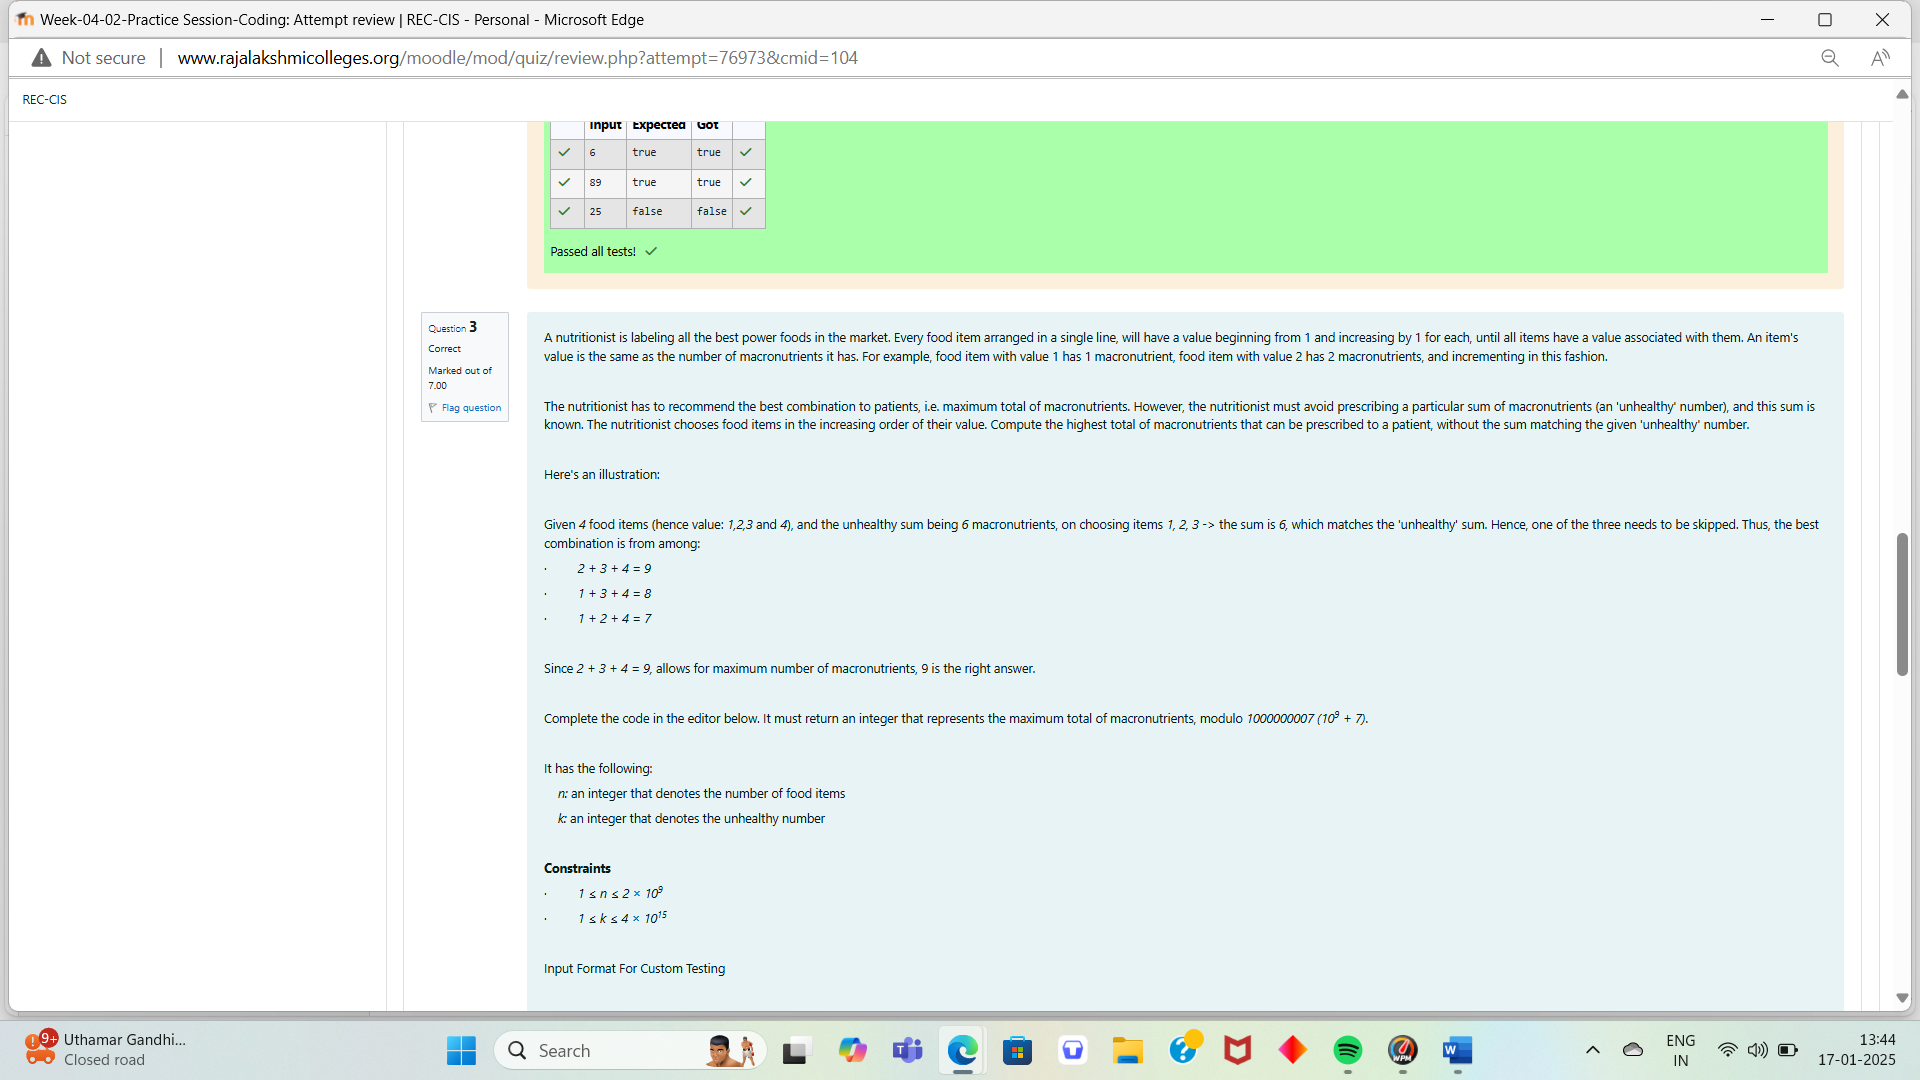 Week-04-02-Practice Session-Coding: Attempt review | REC-CIS - Personal - Microsoft Edge
Not secure | www.rajalakshmicolleges.org/moodle/mod/quiz/review.php?attempt=76973&cmid=104
REC-CIS
Input Expected Got
6 true true
89 true true
25 false false
Passed all tests!
Question 3
Correct
Marked out of
7.00
Flag question
A nutritionist is labeling all the best power foods in the market. Every food item arranged in a single line, will have a value beginning from 1 and increasing by 1 for each, until all items have a value associated with them. An item's
value is the same as the number of macronutrients it has. For example, food item with value 1 has 1 macronutrient, food item with value 2 has 2 macronutrients, and incrementing in this fashion.
The nutritionist has to recommend the best combination to patients, i.e. maximum total of macronutrients. However, the nutritionist must avoid prescribing a particular sum of macronutrients (an 'unhealthy' number), and this sum is
known. The nutritionist chooses food items in the increasing order of their value. Compute the highest total of macronutrients that can be prescribed to a patient, without the sum matching the given 'unhealthy' number.
Here's an illustration:
Given 4 food items (hence value: 1,2,3 and 4), and the unhealthy sum being 6 macronutrients, on choosing items 1, 2, 3 -> the sum is 6, which matches the 'unhealthy' sum. Hence, one of the three needs to be skipped. Thus, the best
combination is from among:
· 2 + 3 + 4 = 9
· 1 + 3 + 4 = 8
· 1 + 2 + 4 = 7
Since 2 + 3 + 4 = 9, allows for maximum number of macronutrients, 9 is the right answer.
Complete the code in the editor below. It must return an integer that represents the maximum total of macronutrients, modulo 1000000007 (10⁹ + 7).
It has the following:
n: an integer that denotes the number of food items
k: an integer that denotes the unhealthy number
Constraints
· 1 ≤ n ≤ 2 × 10⁹
· 1 ≤ k ≤ 4 × 10¹⁵
Input Format For Custom Testing
9+
Uthamar Gandhi...
Closed road
Search
WPM
ENG
IN
13:44
17-01-2025